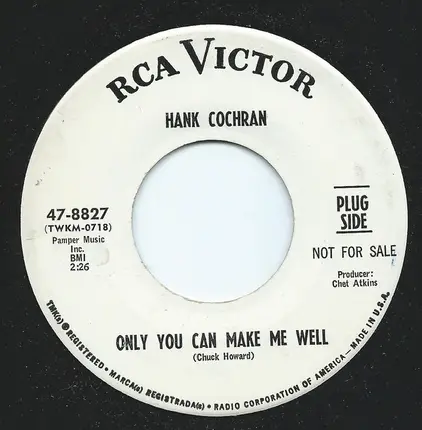 RCA VICTOR
HANK COCHRAN
47-8827
(TWKM-0718)
Pamper Music
Inc.
BMI
2:26
PLUG
SIDE
NOT FOR SALE
Producer:
Chet Atkins
ONLY YOU CAN MAKE ME WELL
(Chuck Howard)
TMK(s) ® REGISTERED • MARCA(s) REGISTRADA(s) • RADIO CORPORATION OF AMERICA—MADE IN U.S.A.